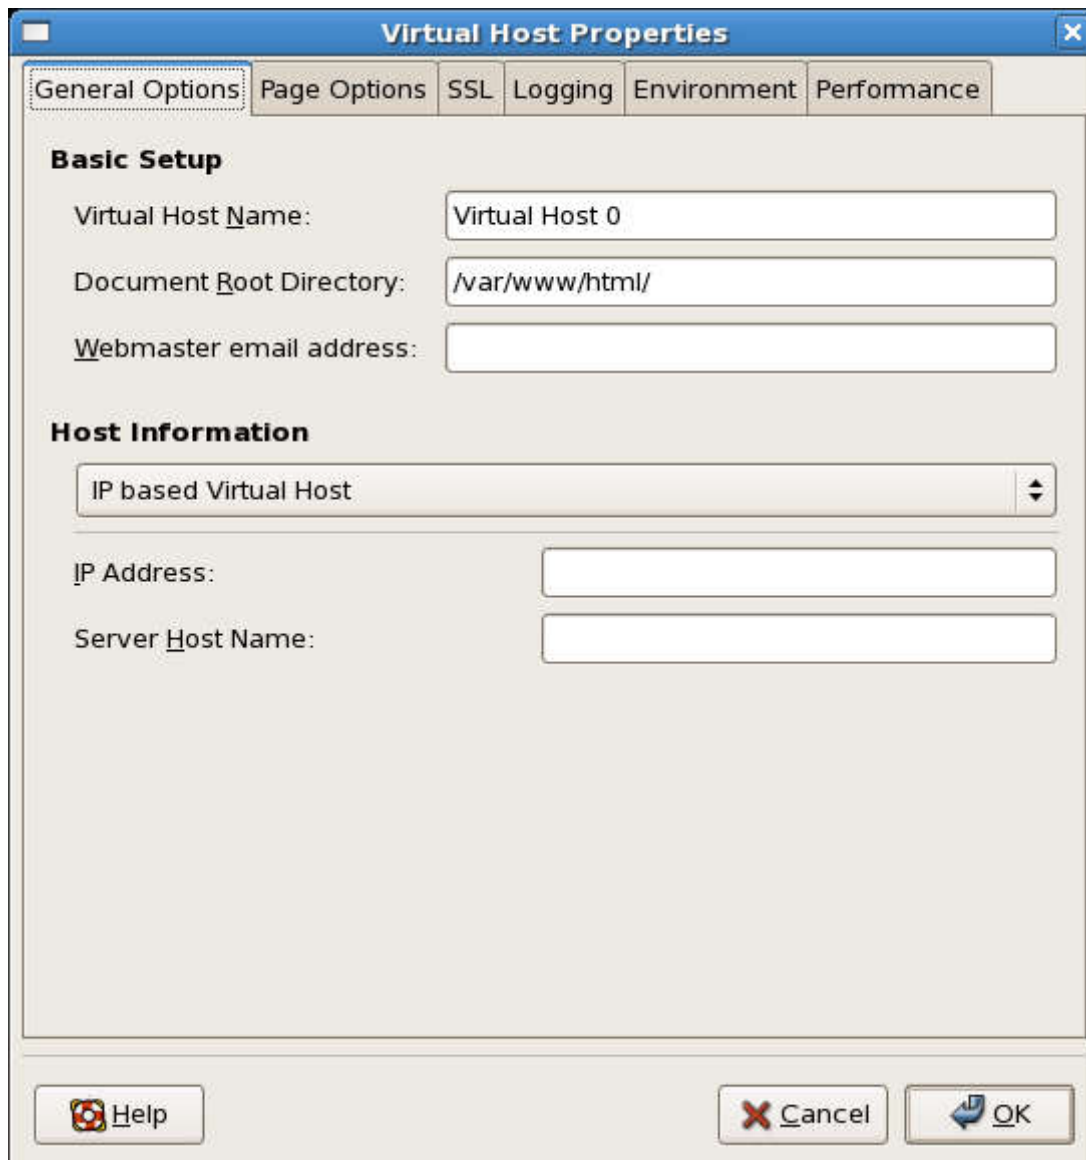 Virtual Host Properties
General Options Page Options SSL Logging Environment Performance
Basic Setup
Virtual Host Name: Virtual Host 0
Document Root Directory: /var/www/html/
Webmaster email address:
Host Information
IP based Virtual Host
IP Address:
Server Host Name:
Help Cancel OK